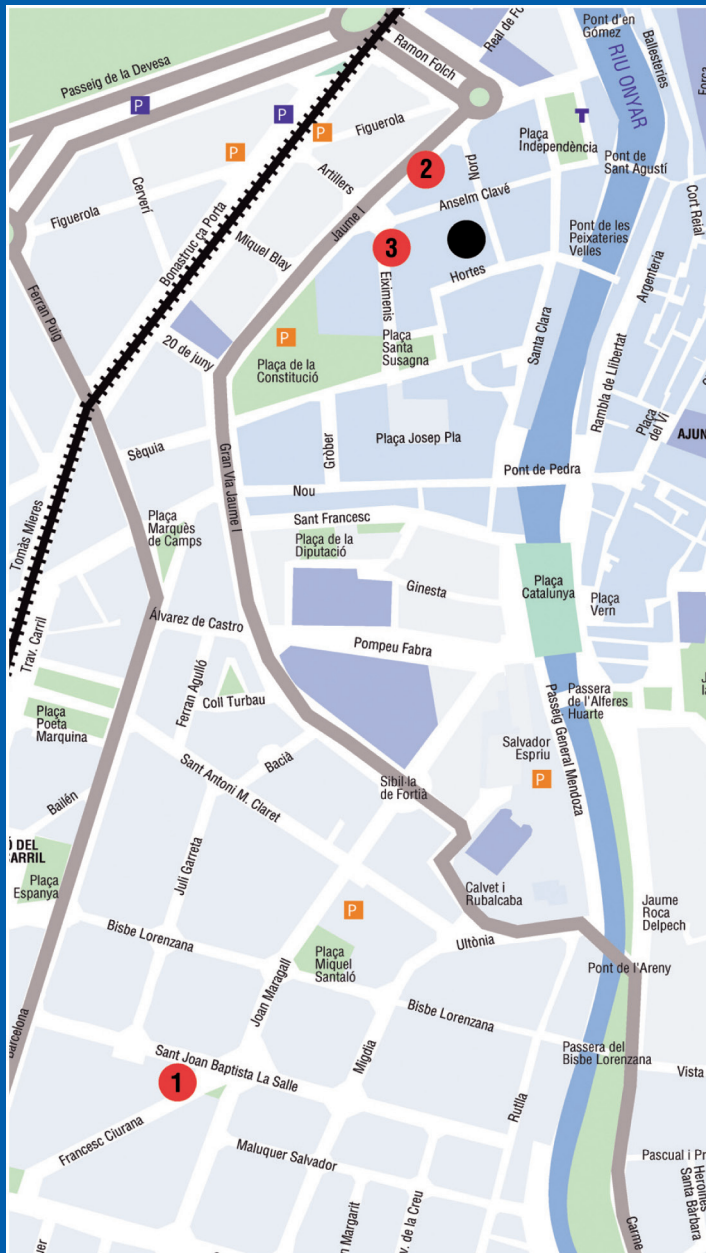 Pont d'en
Gómez
Real de Fo
Ballesteries
Força
RIU ONYAR
Ramon Folch
Passeig de la Devesa
P
P
P
P
Figuerola
T
Plaça
Independència
Pont de
Sant Agustí
2
Nord
Artillers
Cerverí
Anselm Clavé
Cort Reial
Figuerola
Bonastruc ça Porta
Jaume I
Miquel Blay
3
Pont de les
Peixateries
Velles
Hortes
Eiximenis
Argenteria
Ferran Puig
20 de juny
P
Plaça de la
Constitució
Plaça
Santa
Susagna
Santa Clara
Rambla de Llibertat
Plaça
del Vi
AJUN
Sèquia
Gran Via Jaume I
Gròber
Plaça Josep Pla
Pont de Pedra
Nou
Tomàs Mieres
Plaça
Marquès
de Camps
Sant Francesc
Plaça de la
Diputació
Ginesta
Plaça
Catalunya
Plaça
Vern
Trav. Carril
Álvarez de Castro
Pompeu Fabra
Ferran Agulló
Coll Turbau
Plaça
Poeta
Marquina
Passera
de l'Alferes
Huarte
J
la
Passeig General Mendoza
Salvador
Espriu
P
Bacià
Sant Antoni M. Claret
Sibil·la
de Fortià
Bailén
Ó DEL
CARRIL
Plaça
Espanya
Juli Garreta
Calvet i
Rubalcaba
P
Jaume
Roca
Delpech
Bisbe Lorenzana
Ultònia
Plaça
Miquel
Santaló
Pont de l'Areny
Joan Maragall
Bisbe Lorenzana
Barcelona
Migdia
Passera del
Bisbe Lorenzana
Sant Joan Baptista La Salle
1
Vista
Rutlla
Francesc Ciurana
Maluquer Salvador
Pascual i Pr
Heroïnes
Santa Bàrbara
Carme
n Margarit
v. de la Creu
ner